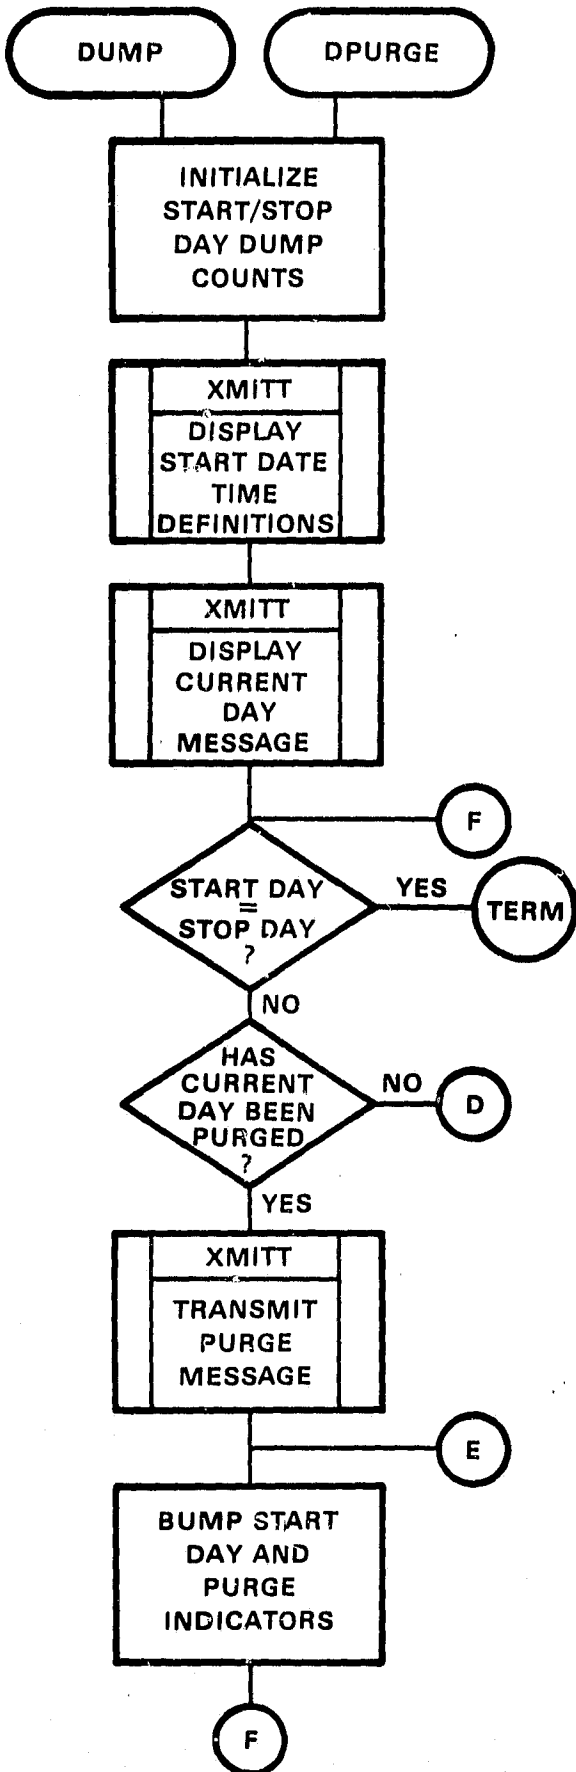 DUMP
DPURGE
INITIALIZE
START/STOP
DAY DUMP
COUNTS
XMITT
DISPLAY
START DATE
TIME
DEFINITIONS
XMITT
DISPLAY
CURRENT
DAY
MESSAGE
F
START DAY
=
STOP DAY
?
YES
TERM
NO
HAS
CURRENT
DAY BEEN
PURGED
?
NO
D
YES
XMITT
TRANSMIT
PURGE
MESSAGE
E
BUMP START
DAY AND
PURGE
INDICATORS
F